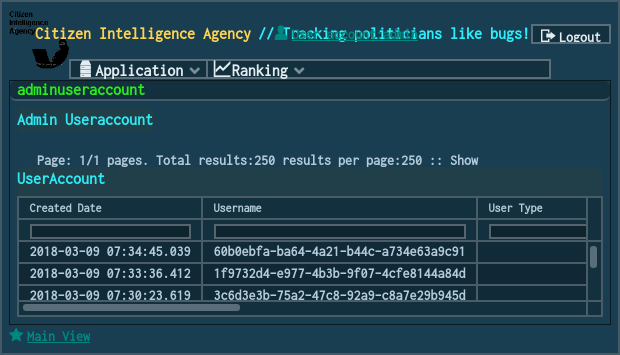 Citizen
Intelligence
Agency
Citizen Intelligence Agency // Tracking politicians like bugs!
Logout
Application
Ranking
adminuseraccount
Admin Useraccount
Page: 1/1 pages. Total results:250 results per page:250 :: Show
UserAccount
Created Date Username User Type
2018-03-09 07:34:45.039 60b0ebfa-ba64-4a21-b44c-a734e63a9c91
2018-03-09 07:33:36.412 1f9732d4-e977-4b3b-9f07-4cfe8144a84d
2018-03-09 07:30:23.619 3c6d3e3b-75a2-47c8-92a9-c8a7e29b945d
Main View